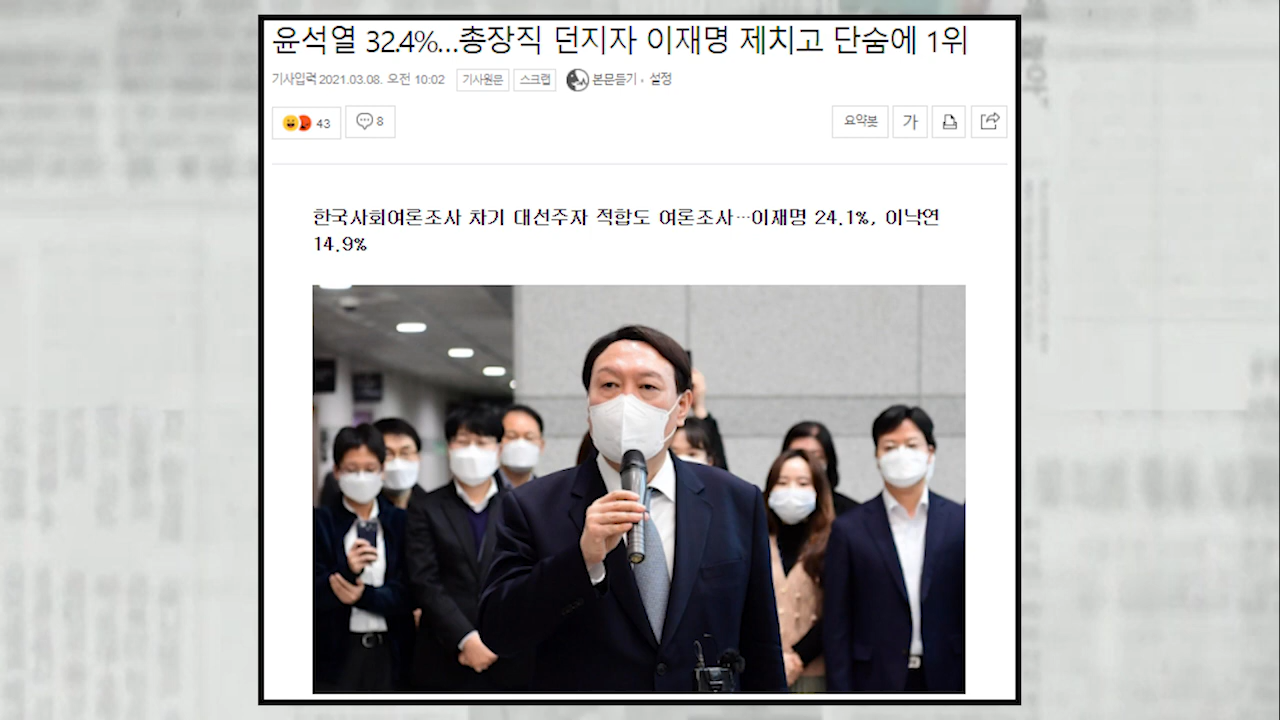 윤석열 32.4%…총장직 던지자 이재명 제치고 단숨에 1위
기사입력 2021.03.08. 오전 10:02 기사원문 스크랩 본문듣기 · 설정
43 8 요약봇 가
한국사회여론조사 차기 대선주자 적합도 여론조사…이재명 24.1%, 이낙연
14.9%